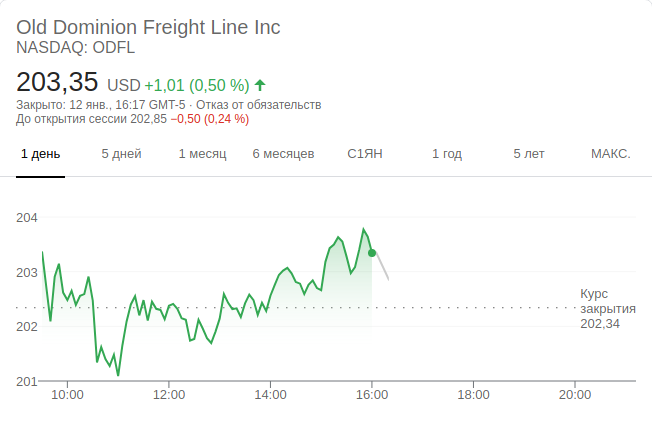 Old Dominion Freight Line Inc
NASDAQ: ODFL
203,35 USD +1,01 (0,50 %)
Закрыто: 12 янв., 16:17 GMT-5 · Отказ от обязательств
До открытия сессии 202,85 −0,50 (0,24 %)
1 день 5 дней 1 месяц 6 месяцев С1ЯН 1 год 5 лет МАКС.
204
203
202
201
Курс
закрытия
202,34
10:00 12:00 14:00 16:00 18:00 20:00